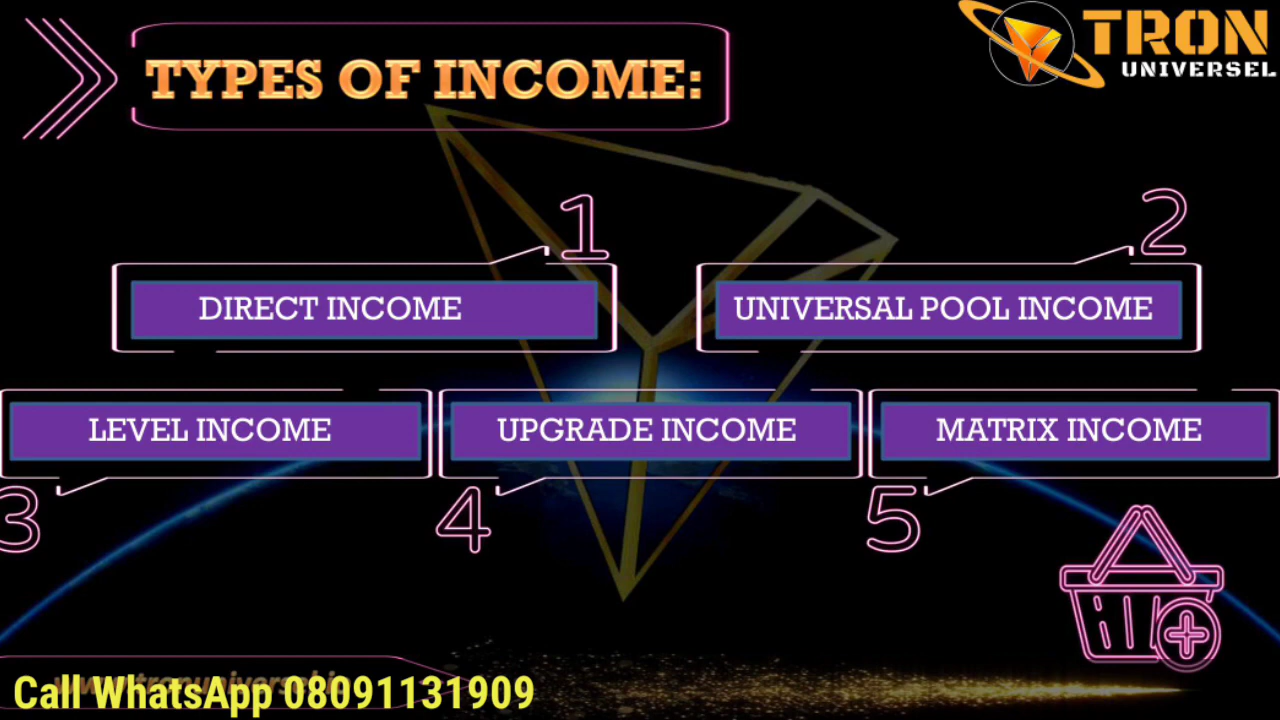 TYPES OF INCOME:
TRON
UNIVERSEL
1
DIRECT INCOME
2
UNIVERSAL POOL INCOME
LEVEL INCOME
UPGRADE INCOME
MATRIX INCOME
3
4
5
Call WhatsApp 08091131909